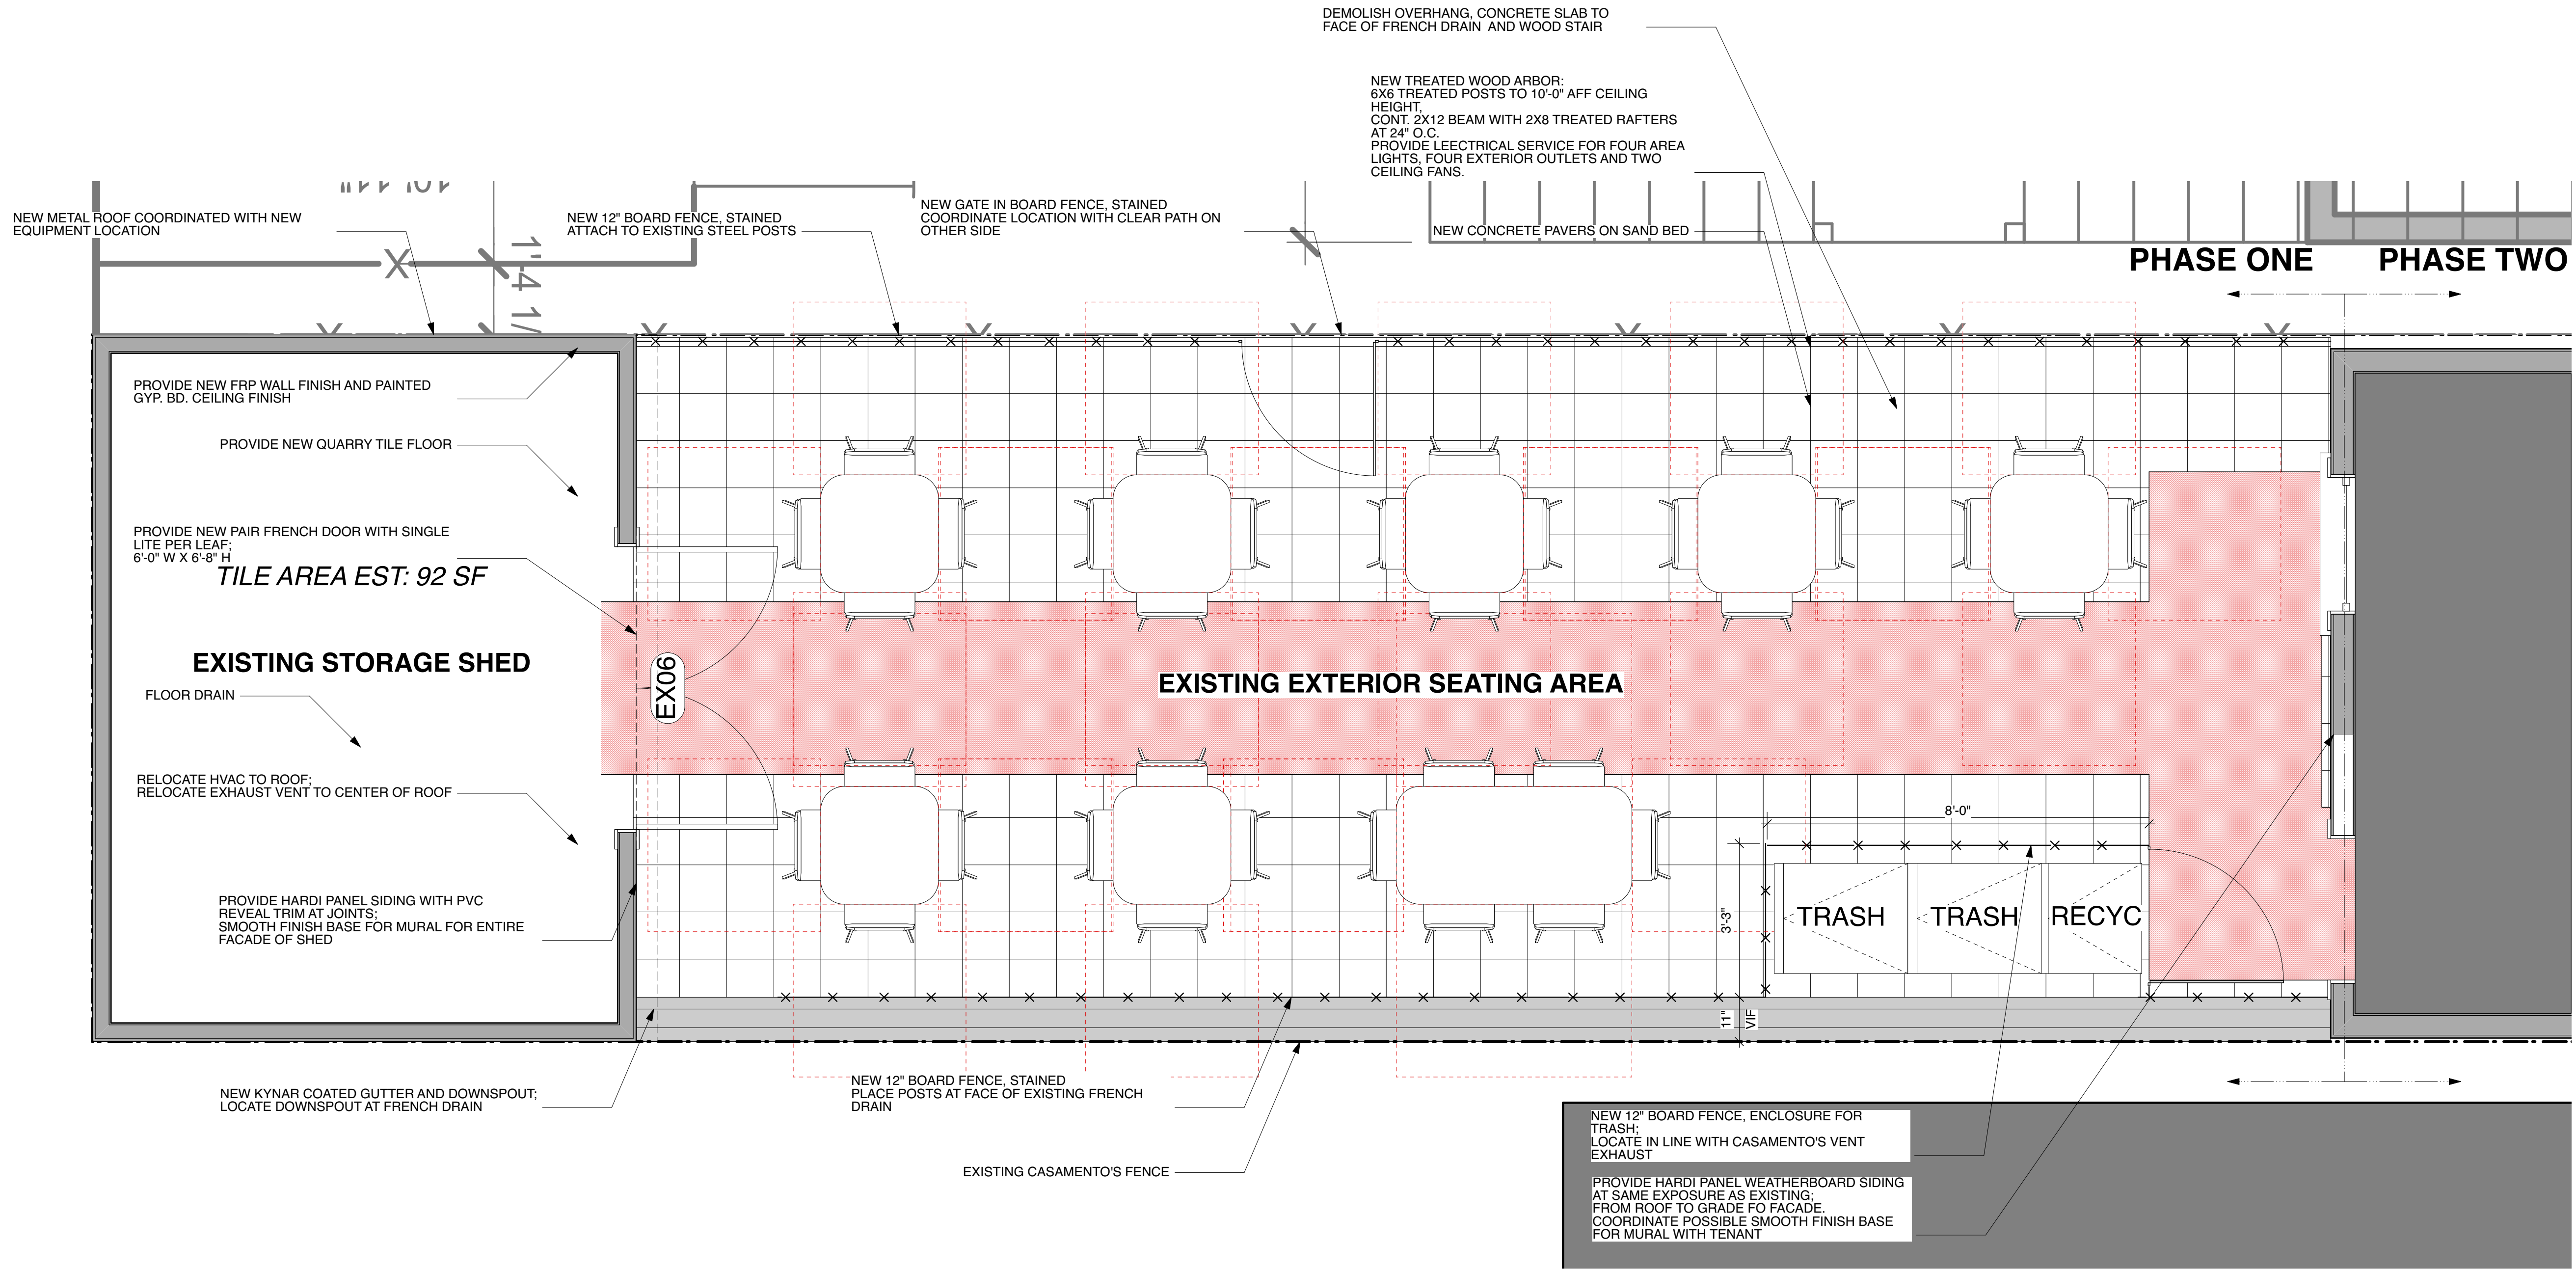 DEMOLISH OVERHANG, CONCRETE SLAB TO
FACE OF FRENCH DRAIN AND WOOD STAIR
NEW TREATED WOOD ARBOR:
6X6 TREATED POSTS TO 10'-0" AFF CEILING
HEIGHT,
CONT. 2X12 BEAM WITH 2X8 TREATED RAFTERS
AT 24" O.C.
PROVIDE LEECTRICAL SERVICE FOR FOUR AREA
LIGHTS, FOUR EXTERIOR OUTLETS AND TWO
CEILING FANS.
NEW METAL ROOF COORDINATED WITH NEW
EQUIPMENT LOCATION
NEW 12" BOARD FENCE, STAINED
ATTACH TO EXISTING STEEL POSTS
NEW GATE IN BOARD FENCE, STAINED
COORDINATE LOCATION WITH CLEAR PATH ON
OTHER SIDE
NEW CONCRETE PAVERS ON SAND BED
PHASE ONE
PHASE TWO
PROVIDE NEW FRP WALL FINISH AND PAINTED
GYP. BD. CEILING FINISH
PROVIDE NEW QUARRY TILE FLOOR
PROVIDE NEW PAIR FRENCH DOOR WITH SINGLE
LITE PER LEAF;
6'-0" W X 6'-8" H
TILE AREA EST: 92 SF
EXISTING STORAGE SHED
FLOOR DRAIN
RELOCATE HVAC TO ROOF;
RELOCATE EXHAUST VENT TO CENTER OF ROOF
PROVIDE HARDI PANEL SIDING WITH PVC
REVEAL TRIM AT JOINTS;
SMOOTH FINISH BASE FOR MURAL FOR ENTIRE
FACADE OF SHED
EX06
EXISTING EXTERIOR SEATING AREA
8'-0"
3'-3"
TRASH
TRASH
RECYC
11"
VIF
NEW KYNAR COATED GUTTER AND DOWNSPOUT;
LOCATE DOWNSPOUT AT FRENCH DRAIN
NEW 12" BOARD FENCE, STAINED
PLACE POSTS AT FACE OF EXISTING FRENCH
DRAIN
EXISTING CASAMENTO'S FENCE
NEW 12" BOARD FENCE, ENCLOSURE FOR
TRASH;
LOCATE IN LINE WITH CASAMENTO'S VENT
EXHAUST
PROVIDE HARDI PANEL WEATHERBOARD SIDING
AT SAME EXPOSURE AS EXISTING;
FROM ROOF TO GRADE FO FACADE.
COORDINATE POSSIBLE SMOOTH FINISH BASE
FOR MURAL WITH TENANT